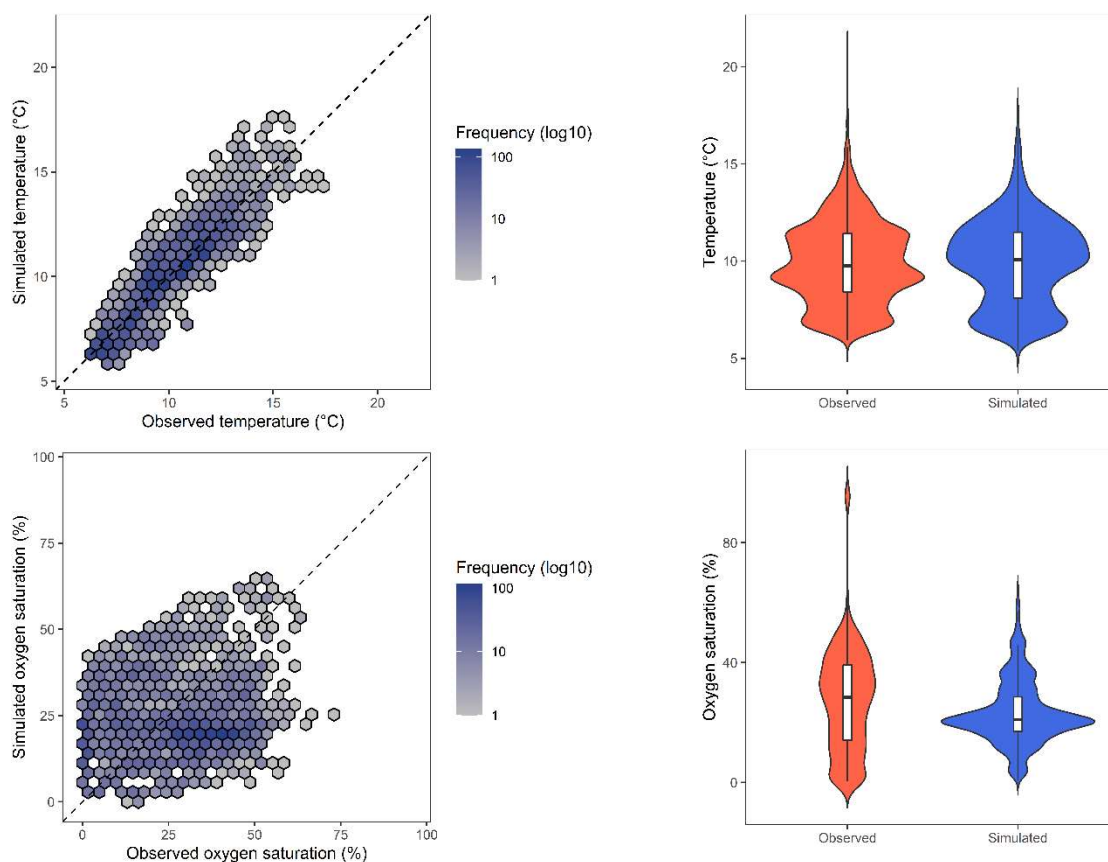 20
15
10
5
Simulated temperature (°C)
5 10 15 20
Observed temperature (°C)
Frequency (log10)
100
10
1
20
15
10
5
Temperature (°C)
Observed Simulated
100
75
50
25
0
Simulated oxygen saturation (%)
0 25 50 75 100
Observed oxygen saturation (%)
Frequency (log10)
100
10
1
80
40
0
Oxygen saturation (%)
Observed Simulated